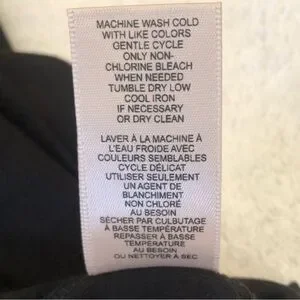 MACHINE WASH COLD
WITH LIKE COLORS
GENTLE CYCLE
ONLY NON-
CHLORINE BLEACH
WHEN NEEDED
TUMBLE DRY LOW
COOL IRON
IF NECESSARY
OR DRY CLEAN
LAVER À LA MACHINE À
L'EAU FROIDE AVEC
COULEURS SEMBLABLES
CYCLE DÉLICAT
UTILISER SEULEMENT
UN AGENT DE
BLANCHIMENT
NON CHLORÉ
AU BESOIN
SÉCHER PAR CULBUTAGE
À BASSE TEMPÉRATURE
REPASSER À BASSE
TEMPÉRATURE
AU BESOIN
OU NETTOYER À SEC